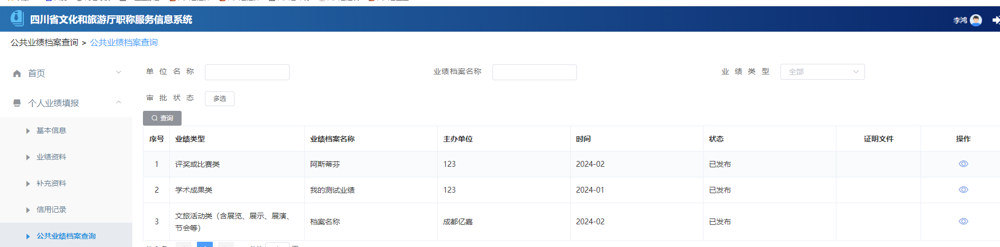 四川省文化和旅游厅职称服务信息系统
李鸿
公共业绩档案查询 > 公共业绩档案查询
首页
个人业绩填报
基本信息
业绩资料
补充资料
信用记录
公共业绩档案查询
单位名称
业绩档案名称
业绩类型 全部
审批状态 多选
查询
序号 业绩类型 业绩档案名称 主办单位 时间 状态 证明文件 操作
1 评奖或比赛类 阿斯蒂芬 123 2024-02 已发布
2 学术成果类 我的测试业绩 123 2024-01 已发布
3 文旅活动类（含展览、展示、展演、
节会等） 档案名称 成都亿嘉 2024-02 已发布